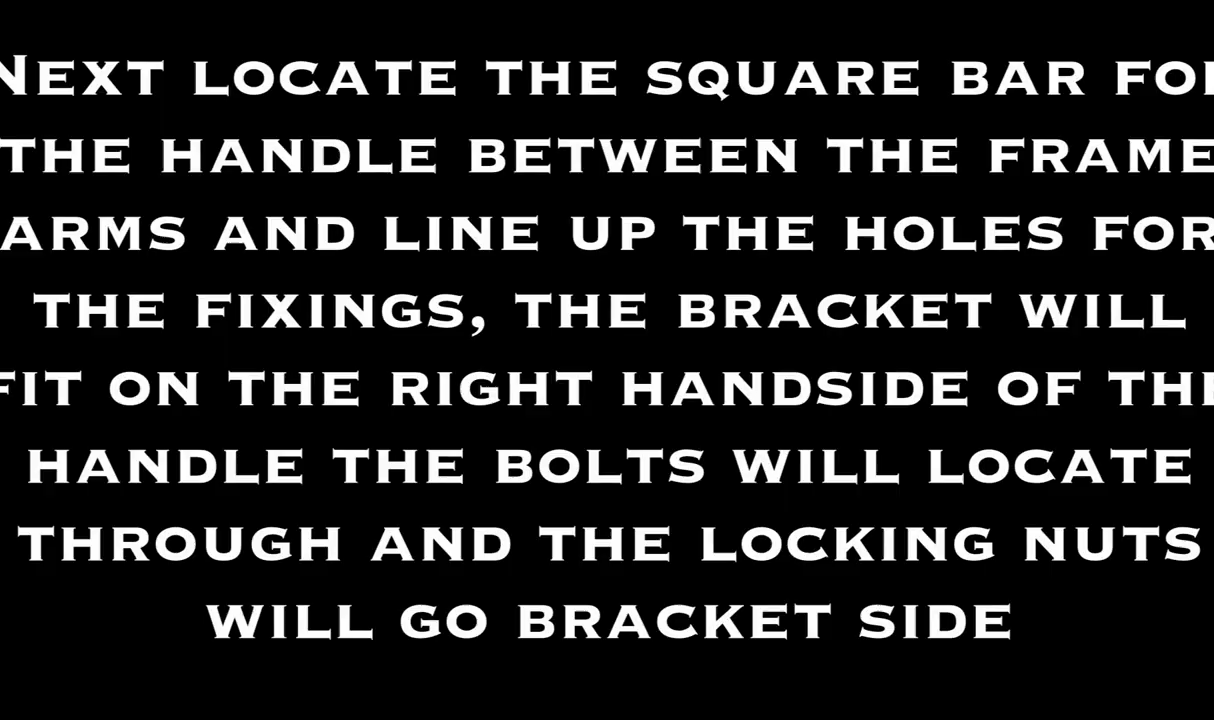 Next locate the square bar for
the handle between the frame
arms and line up the holes for
the fixings, the bracket will
fit on the right handside of the
handle the bolts will locate
through and the locking nuts
will go bracket side